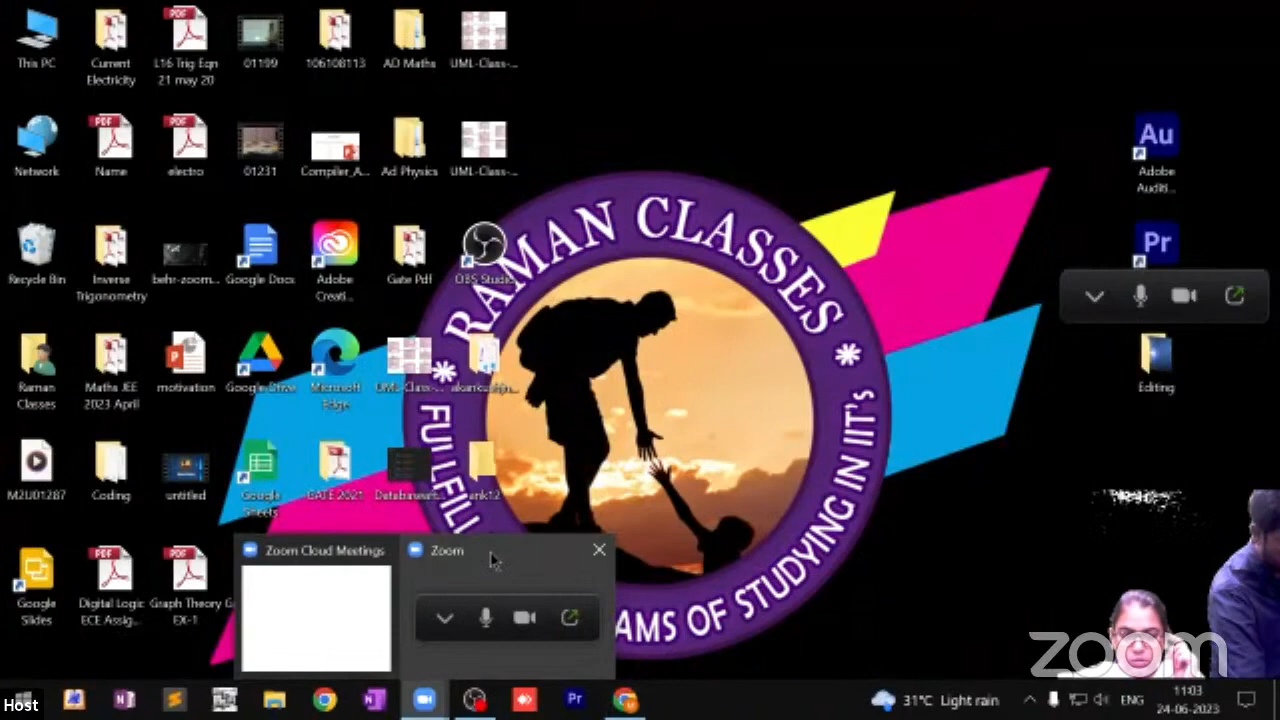 This PC
Current
Electricity
L16 Trig Eqn
21 may 20
01199
106108113
AD Maths
UML-Class-...
Network
Name
electro
01231
Compiler_A...
Ad Physics
UML-Class-...
Adobe
Auditi...
Recycle Bin
Inverse
Trigonometry
behr-zoom...
Google Docs
Adobe
Creati...
Gate Pdf
OBS Studio
RAMAN CLASSES
Raman
Classes
Maths JEE
2023 April
motivation
Google Drive
Microsoft
Edge
UML-Class-...
Editing
M2U01287
Coding
untitled
Google
Sheets
GATE 2021
Zoom Cloud Meetings
Zoom
Google
Slides
Digital Logic
ECE Assig...
Graph Theory
EX-1
AMS OF STUDYING IN IIT's
zoom
Host
31°C Light rain
ENG
11:03
24-06-2023
Au
Pr
PDF